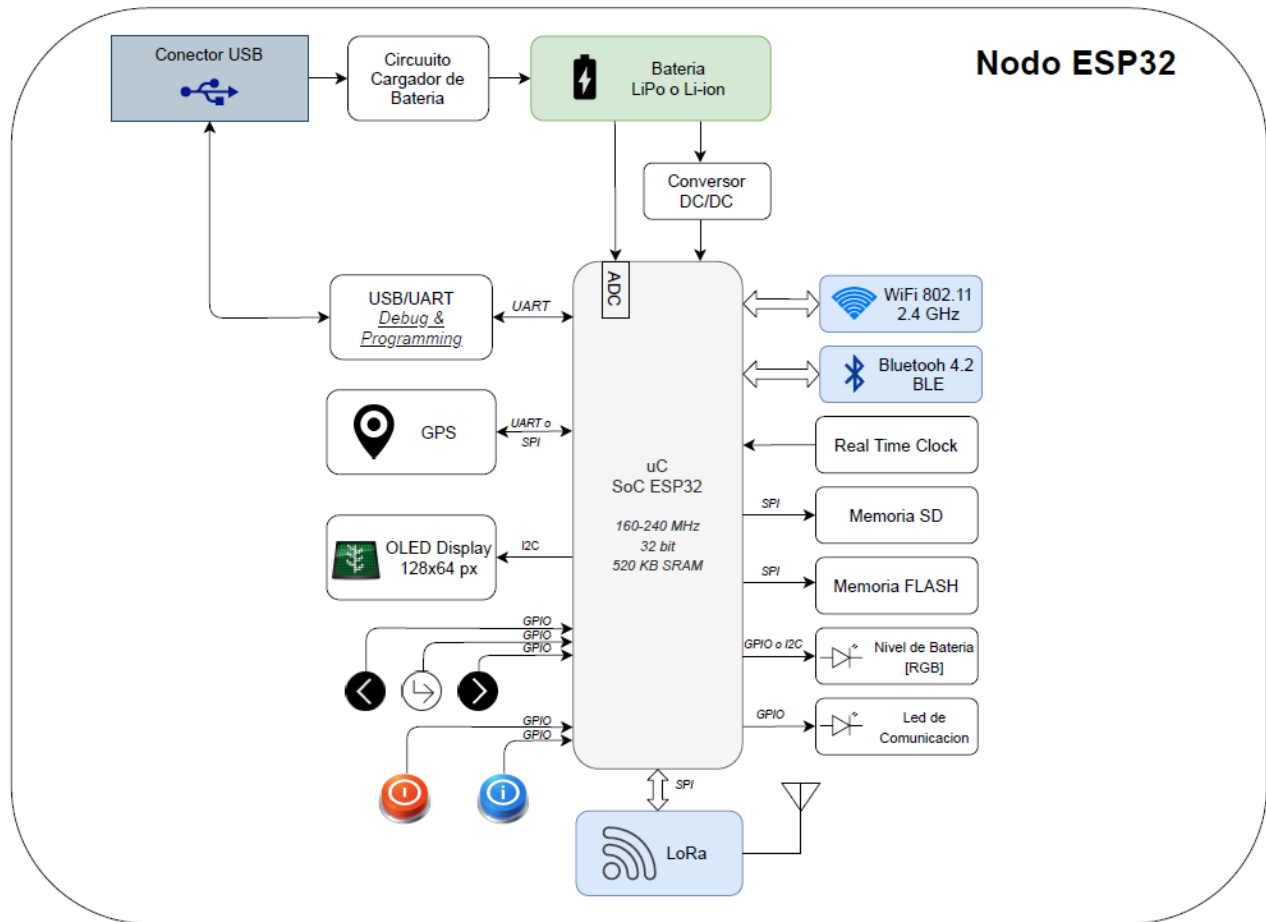 Nodo ESP32
Conector USB
Circuuito
Cargador de
Bateria
Bateria
LiPo o Li-ion
Conversor
DC/DC
ADC
USB/UART
Debug &
Programming
UART
WiFi 802.11
2.4 GHz
Bluetooh 4.2
BLE
GPS
UART o
SPI
Real Time Clock
uC
SoC ESP32
160-240 MHz
32 bit
520 KB SRAM
SPI
Memoria SD
OLED Display
128x64 px
I2C
SPI
Memoria FLASH
GPIO
GPIO
GPIO
GPIO o I2C
Nivel de Bateria
[RGB]
GPIO
GPIO
GPIO
Led de
Comunicacion
SPI
LoRa